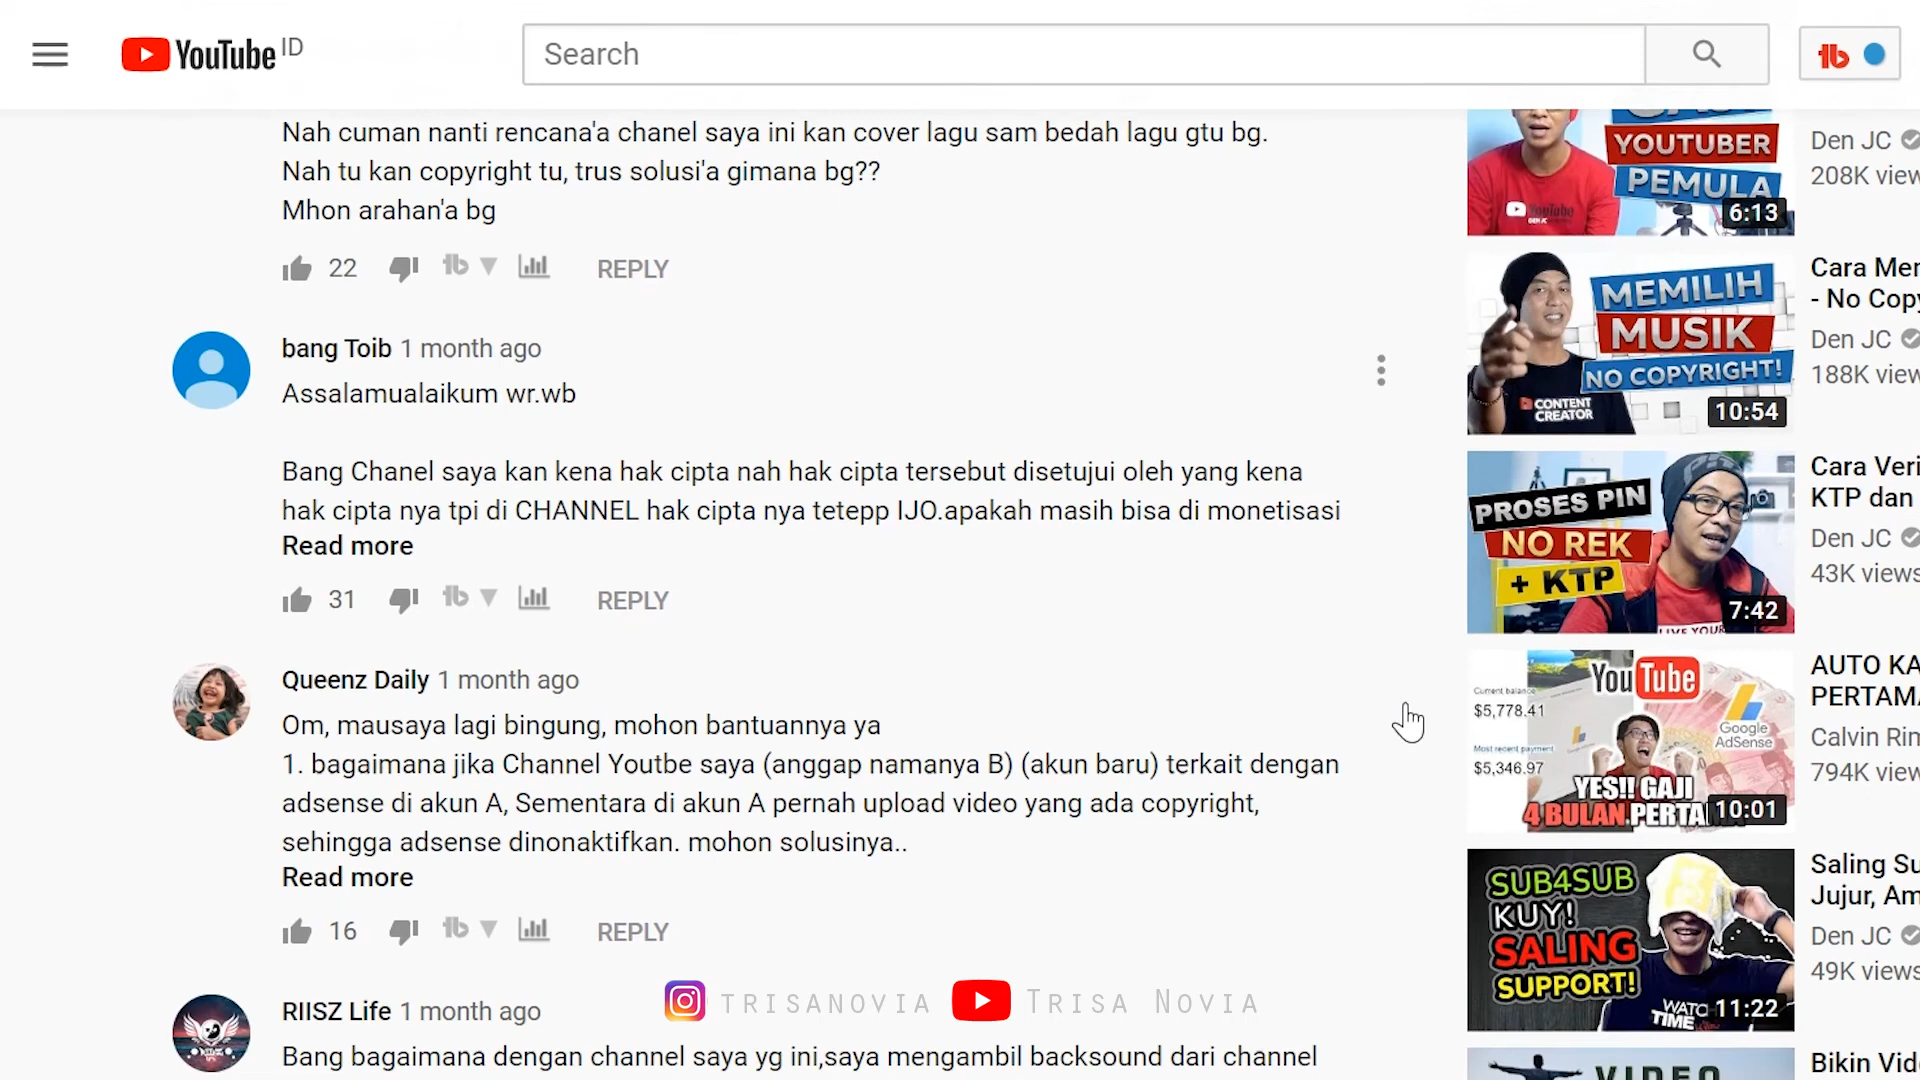 YouTube ID
Search
Nah cuman nanti rencana'a chanel saya ini kan cover lagu sam bedah lagu gtu bg.
Nah tu kan copyright tu, trus solusi'a gimana bg??
Mhon arahan'a bg
22
REPLY
bang Toib 1 month ago
Assalamualaikum wr.wb
Bang Chanel saya kan kena hak cipta nah hak cipta tersebut disetujui oleh yang kena
hak cipta nya tpi di CHANNEL hak cipta nya tetepp IJO.apakah masih bisa di monetisasi
Read more
31
REPLY
Queenz Daily 1 month ago
Om, mausaya lagi bingung, mohon bantuannya ya
1. bagaimana jika Channel Youtbe saya (anggap namanya B) (akun baru) terkait dengan
adsense di akun A, Sementara di akun A pernah upload video yang ada copyright,
sehingga adsense dinonaktifkan. mohon solusinya..
Read more
16
REPLY
RIISZ Life 1 month ago
Bang bagaimana dengan channel saya yg ini,saya mengambil backsound dari channel
TRISANOVIA
TRISA NOVIA
YOUTUBER
PEMULA
6:13
Den JC
208K view
MEMILIH
MUSIK
NO COPYRIGHT!
CONTENT
CREATOR
10:54
Cara Mem
- No Copy
Den JC
188K view
PROSES PIN
NO REK
+ KTP
LIVE YOUR
7:42
Cara Veri
KTP dan
Den JC
43K views
YouTube
Current balance
$5,778.41
Most recent payment
$5,346.97
Google
AdSense
YES!! GAJI
4 BULAN PERTA
10:01
AUTO KA
PERTAMA
Calvin Rim
794K view
SUB4SUB
KUY!
SALING
SUPPORT!
WATCH
TIME
11:22
Saling Su
Jujur, Am
Den JC
49K views
VIDEO
Bikin Vid